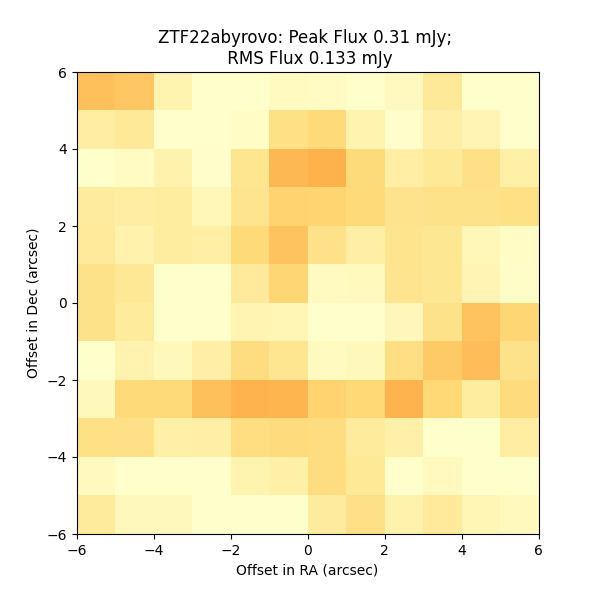 ZTF22abyrovo: Peak Flux 0.31 mJy;
RMS Flux 0.133 mJy
6
4
2
0
−2
−4
−6
Offset in Dec (arcsec)
−6 −4 −2 0 2 4 6
Offset in RA (arcsec)